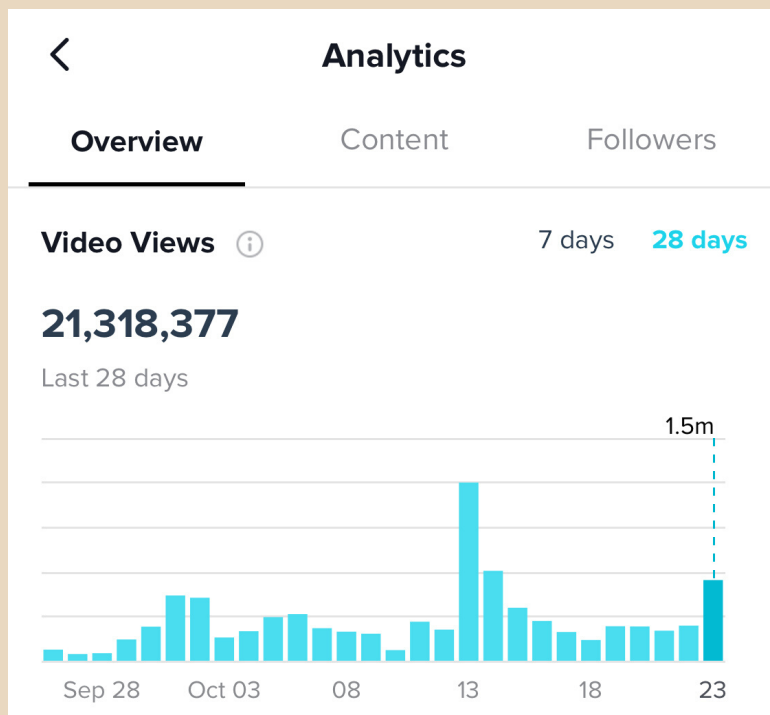 Analytics
Overview Content Followers
Video Views 7 days 28 days
21,318,377
Last 28 days
1.5m
Sep 28 Oct 03 08 13 18 23